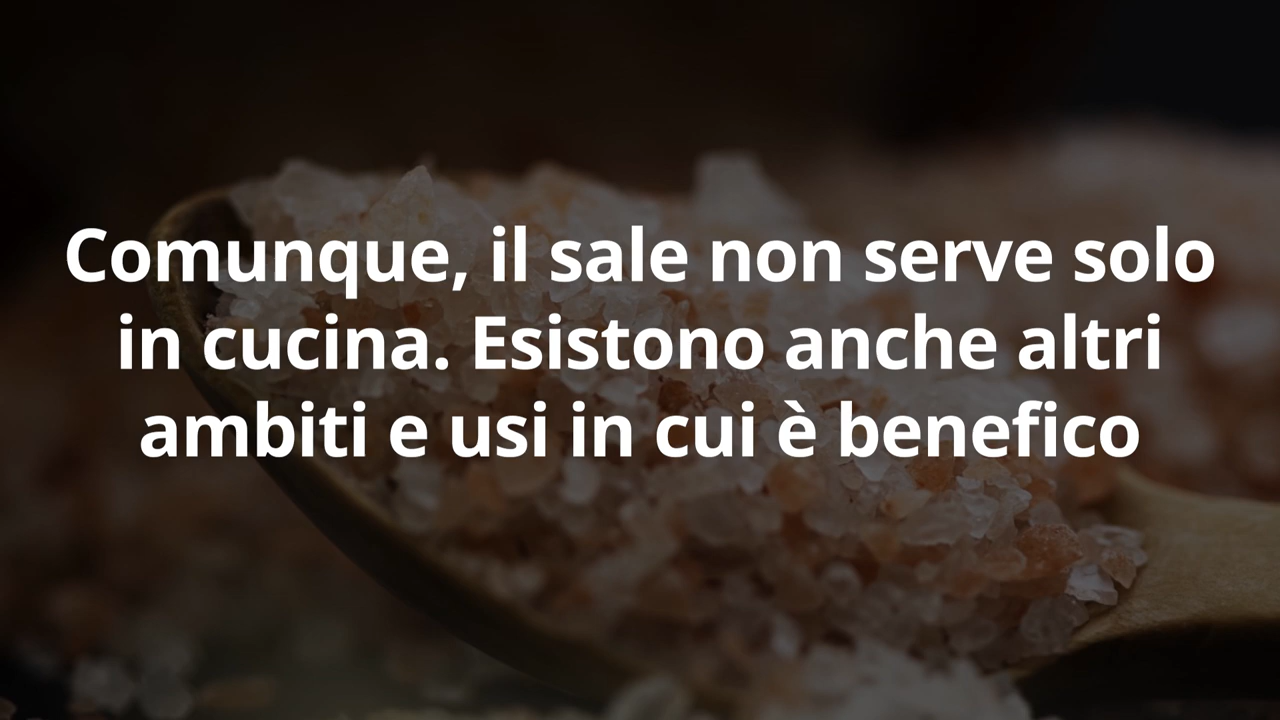 Comunque, il sale non serve solo
in cucina. Esistono anche altri
ambiti e usi in cui è benefico